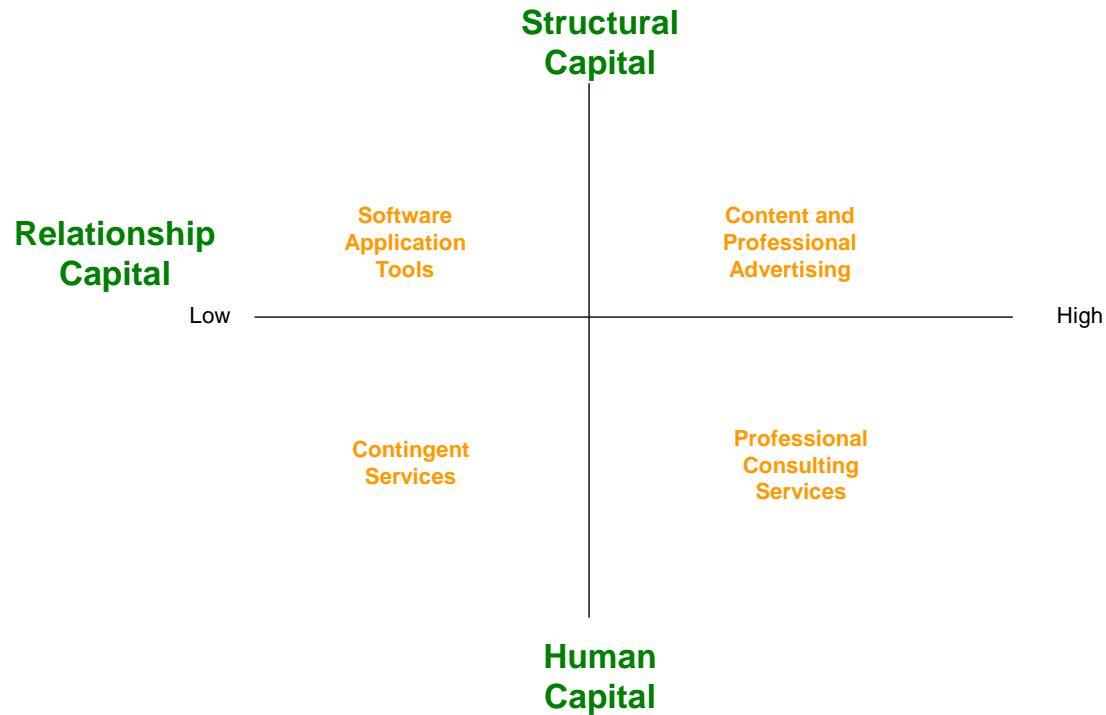 Structural
Capital
Relationship
Capital
Software
Application
Tools
Content and
Professional
Advertising
Low
High
Contingent
Services
Professional
Consulting
Services
Human
Capital